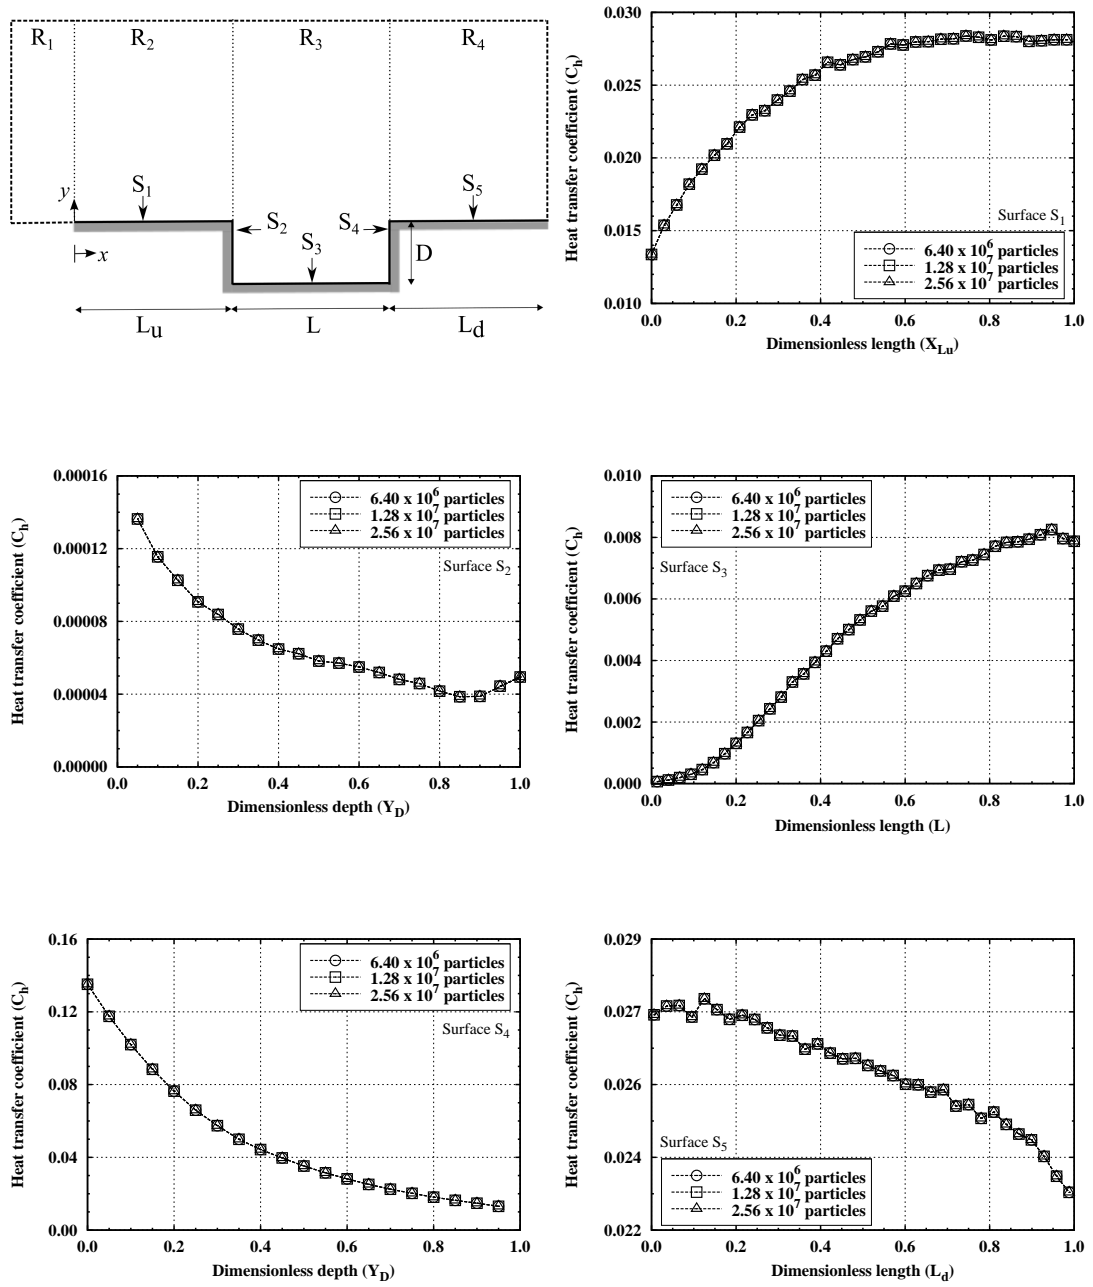 R1 R2 R3 R4
S1 S5
y
S2 S4
S3 D
x
Lu L Ld
Heat transfer coefficient (Ch)
0.030
0.025
0.020
0.015
0.010
0.0 0.2 0.4 0.6 0.8 1.0
Dimensionless length (XLu)
Surface S1
6.40 x 10^6 particles
1.28 x 10^7 particles
2.56 x 10^7 particles
Heat transfer coefficient (Ch)
0.00016
0.00012
0.00008
0.00004
0.00000
0.0 0.2 0.4 0.6 0.8 1.0
Dimensionless depth (YD)
6.40 x 10^6 particles
1.28 x 10^7 particles
2.56 x 10^7 particles
Surface S2
Heat transfer coefficient (Ch)
0.010
0.008
0.006
0.004
0.002
0.000
0.0 0.2 0.4 0.6 0.8 1.0
Dimensionless length (L)
6.40 x 10^6 particles
1.28 x 10^7 particles
2.56 x 10^7 particles
Surface S3
Heat transfer coefficient (Ch)
0.16
0.12
0.08
0.04
0.00
0.0 0.2 0.4 0.6 0.8 1.0
Dimensionless depth (YD)
6.40 x 10^6 particles
1.28 x 10^7 particles
2.56 x 10^7 particles
Surface S4
Heat transfer coefficient (Ch)
0.029
0.027
0.026
0.024
0.022
0.0 0.2 0.4 0.6 0.8 1.0
Dimensionless length (Ld)
Surface S5
6.40 x 10^6 particles
1.28 x 10^7 particles
2.56 x 10^7 particles